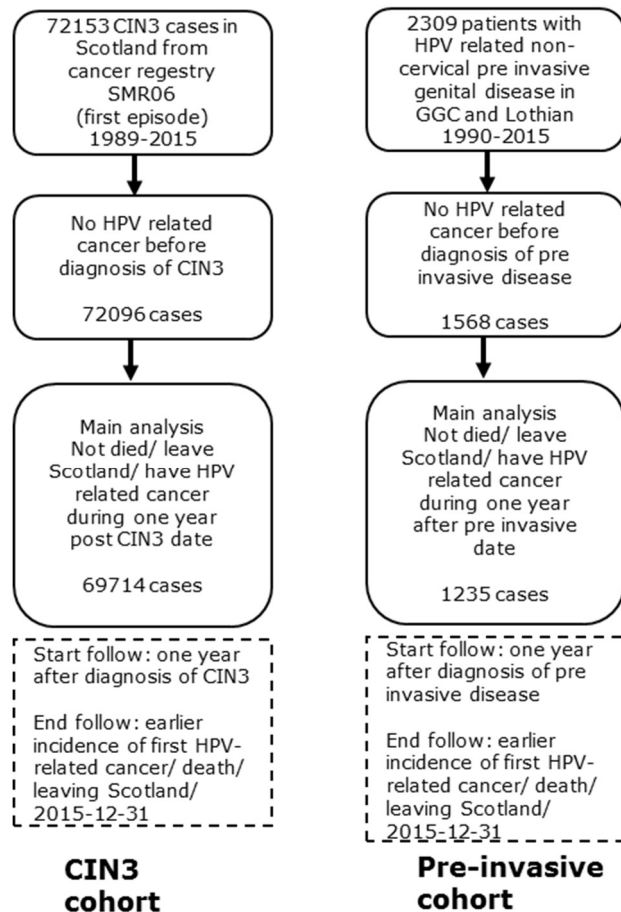 72153 CIN3 cases in
Scotland from
cancer regestry
SMR06
(first episode)
1989-2015
No HPV related
cancer before
diagnosis of CIN3
72096 cases
Main analysis
Not died/ leave
Scotland/ have HPV
related cancer
during one year
post CIN3 date
69714 cases
Start follow: one year
after diagnosis of CIN3
End follow: earlier
incidence of first HPV-
related cancer/ death/
leaving Scotland/
2015-12-31
CIN3
cohort
2309 patients with
HPV related non-
cervical pre invasive
genital disease in
GGC and Lothian
1990-2015
No HPV related
cancer before
diagnosis of pre
invasive disease
1568 cases
Main analysis
Not died/ leave
Scotland/ have HPV
related cancer
during one year
after pre invasive
date
1235 cases
Start follow: one year
after diagnosis of pre
invasive disease
End follow: earlier
incidence of first HPV-
related cancer/ death/
leaving Scotland/
2015-12-31
Pre-invasive
cohort